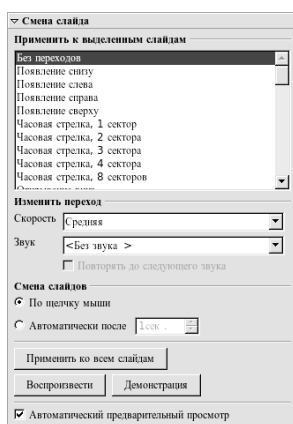 Смена слайда
Применить к выделенным слайдам
Без переходов
Появление снизу
Появление слева
Появление справа
Появление сверху
Часовая стрелка, 1 сектор
Часовая стрелка, 2 сектора
Часовая стрелка, 3 сектора
Часовая стрелка, 4 сектора
Часовая стрелка, 8 секторов
Изменить переход
Скорость Средняя
Звук <Без звука >
Повторять до следующего звука
Смена слайдов
По щелчку мыши
Автоматически после 1сек .
Применить ко всем слайдам
Воспроизвести Демонстрация
Автоматический предварительный просмотр